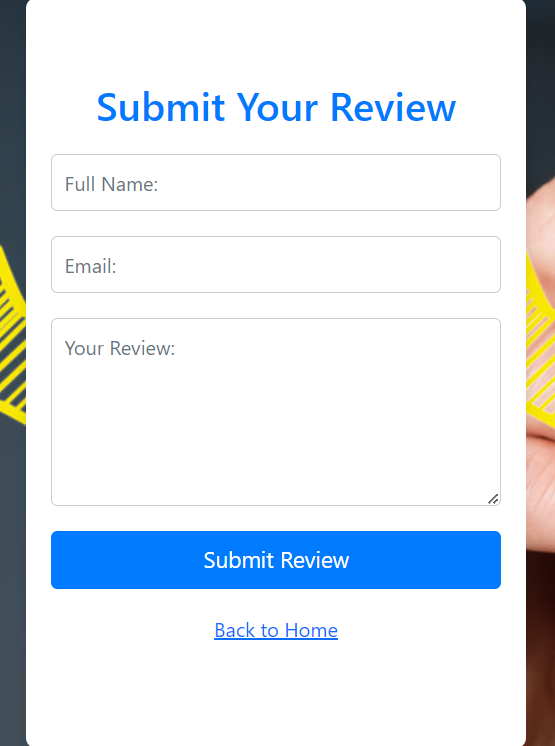 Submit Your Review
Full Name:
Email:
Your Review:
Submit Review
Back to Home